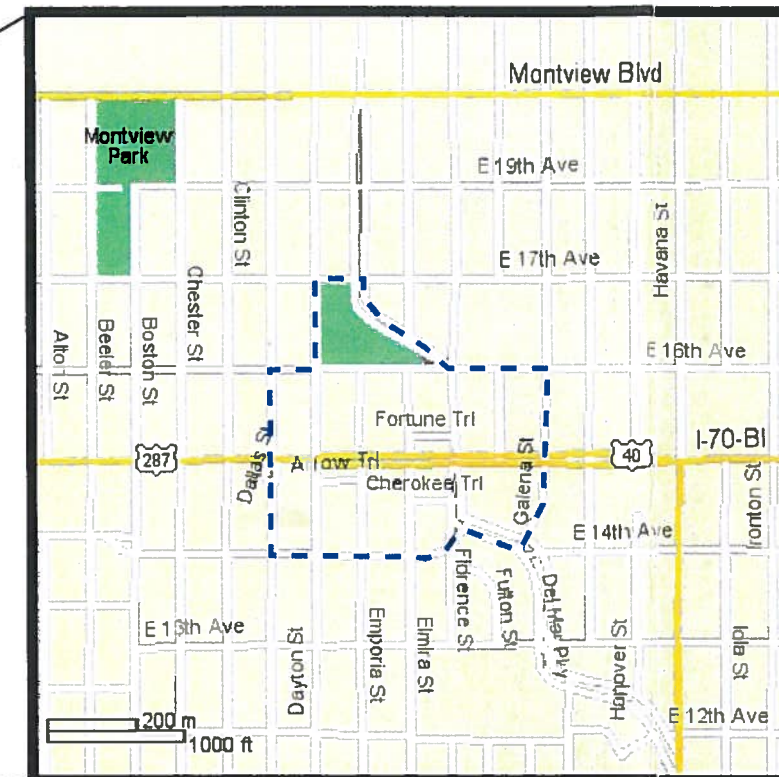 Montview Blvd
Montview
Park
E 19th Ave
Clinton St
Havana St
E 17th Ave
Chester St
Alton St
Beeler St
Boston St
E 16th Ave
Fortune Trl
I-70-Bl
287
40
Dallas St
A row Trl
Cherokee Trl
Galena St
Ironton St
E 14th Ave
Florence St
Fulton St
Del Mar Pky
E 13th Ave
Dayton St
Emporia St
Elmira St
Hanover St
Iola St
E 12th Ave
200 m
1000 ft